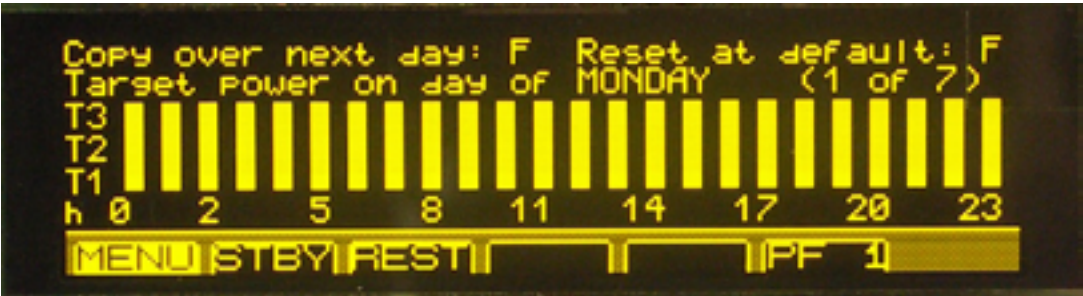 Copy over next day: F Reset at default: F
Target power on day of MONDAY (1 of 7)
T3
T2
T1
h 0 2 5 8 11 14 17 20 23
MENU STBY REST PF 1